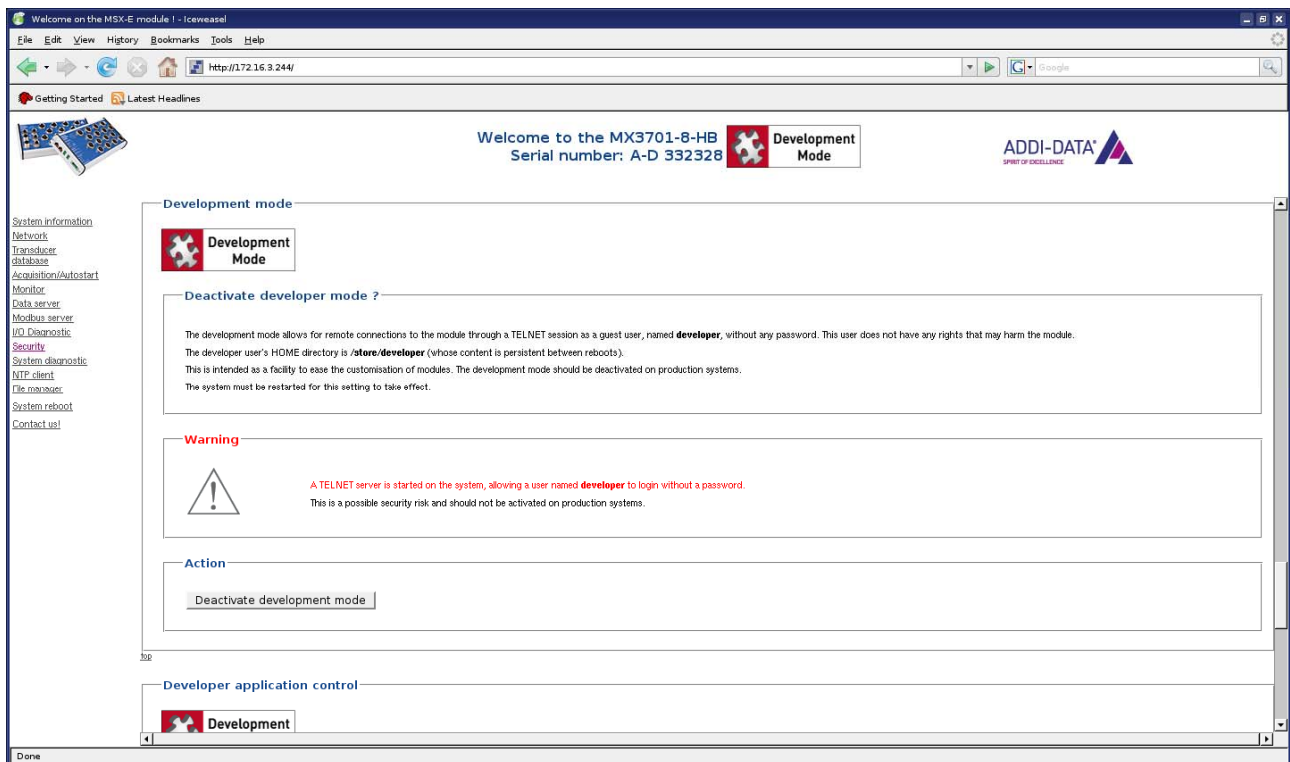 Welcome on the MSX-E module ! - Iceweasel
File Edit View History Bookmarks Tools Help
http://172.16.3.244/
Google
Getting Started Latest Headlines
Welcome to the MX3701-8-HB
Serial number: A-D 332328
Development
Mode
ADDI-DATA
SPIRIT OF EXCELLENCE
System information
Network
Transducer
database
Acquisition/Autostart
Monitor
Data server
Modbus server
I/O Diagnostic
Security
System diagnostic
NTP client
File manager
System reboot
Contact us!
Development mode
Development
Mode
Deactivate developer mode ?
The development mode allows for remote connections to the module through a TELNET session as a guest user, named developer, without any password. This user does not have any rights that may harm the module.
The developer user's HOME directory is /store/developer (whose content is persistent between reboots).
This is intended as a facility to ease the customisation of modules. The development mode should be deactivated on production systems.
The system must be restarted for this setting to take effect.
Warning
A TELNET server is started on the system, allowing a user named developer to login without a password.
This is a possible security risk and should not be activated on production systems.
Action
Deactivate development mode
top
Developer application control
Development
Done